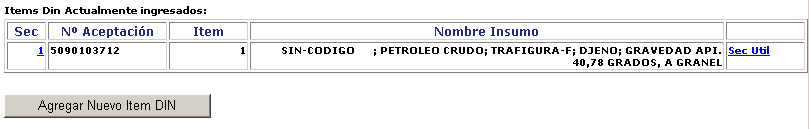 Items Din Actualmente ingresados:
Sec Nº Aceptación Item Nombre Insumo
1 5090103712 1 SIN-CODIGO ; PETROLEO CRUDO; TRAFIGURA-F; DJENO; GRAVEDAD API. Sec Util
40,78 GRADOS, A GRANEL
Agregar Nuevo Item DIN